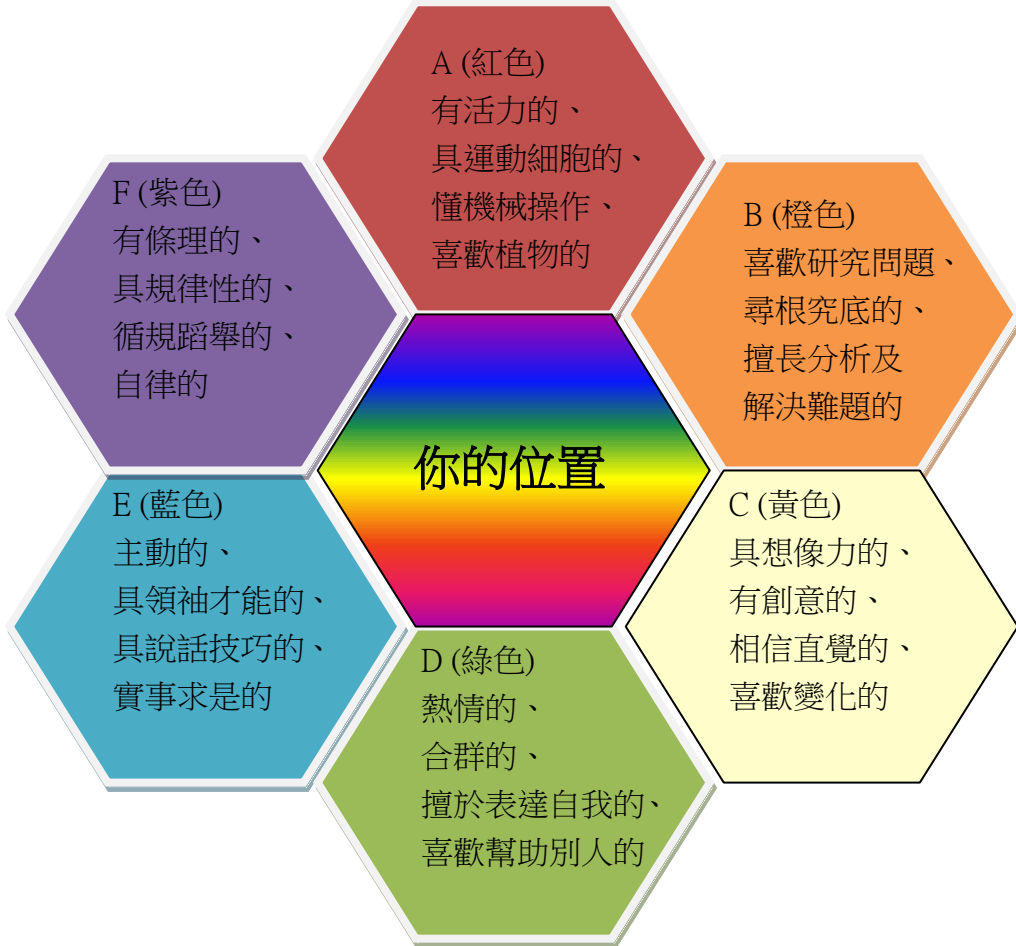 A (紅色)
有活力的、
具運動細胞的、
懂機械操作、
喜歡植物的
B (橙色)
喜歡研究問題、
尋根究底的、
擅長分析及
解決難題的
C (黃色)
具想像力的、
有創意的、
相信直覺的、
喜歡變化的
D (綠色)
熱情的、
合群的、
擅於表達自我的、
喜歡幫助別人的
E (藍色)
主動的、
具領袖才能的、
具說話技巧的、
實事求是的
F (紫色)
有條理的、
具規律性的、
循規蹈舉的、
自律的
你的位置